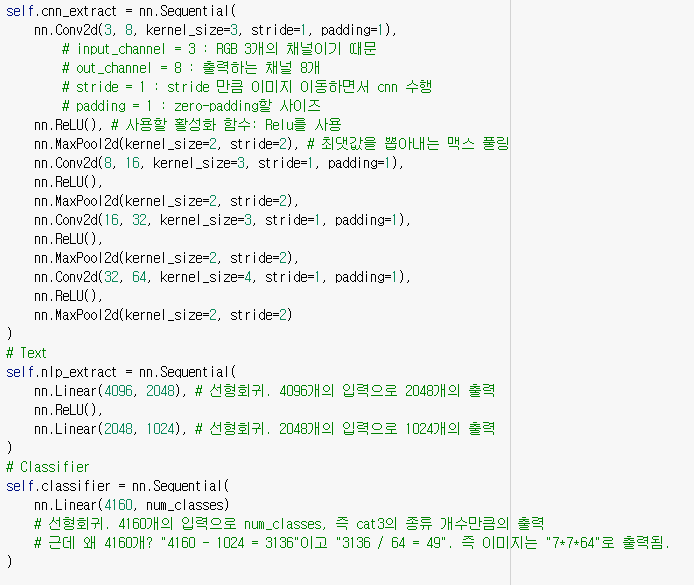 self.cnn_extract = nn.Sequential(
    nn.Conv2d(3, 8, kernel_size=3, stride=1, padding=1),
        # input_channel = 3 : RGB 3개의 채널이기 때문
        # out_channel = 8 : 출력하는 채널 8개
        # stride = 1 : stride 만큼 이미지 이동하면서 cnn 수행
        # padding = 1 : zero-padding할 사이즈
    nn.ReLU(), # 사용할 활성화 함수: Relu를 사용
    nn.MaxPool2d(kernel_size=2, stride=2), # 최댓값을 뽑아내는 맥스 풀링
    nn.Conv2d(8, 16, kernel_size=3, stride=1, padding=1),
    nn.ReLU(),
    nn.MaxPool2d(kernel_size=2, stride=2),
    nn.Conv2d(16, 32, kernel_size=3, stride=1, padding=1),
    nn.ReLU(),
    nn.MaxPool2d(kernel_size=2, stride=2),
    nn.Conv2d(32, 64, kernel_size=4, stride=1, padding=1),
    nn.ReLU(),
    nn.MaxPool2d(kernel_size=2, stride=2)
)
# Text
self.nlp_extract = nn.Sequential(
    nn.Linear(4096, 2048), # 선형회귀. 4096개의 입력으로 2048개의 출력
    nn.ReLU(),
    nn.Linear(2048, 1024), # 선형회귀. 2048개의 입력으로 1024개의 출력
)
# Classifier
self.classifier = nn.Sequential(
    nn.Linear(4160, num_classes)
    # 선형회귀. 4160개의 입력으로 num_classes, 즉 cat3의 종류 개수만큼의 출력
    # 근데 왜 4160개? "4160 - 1024 = 3136"이고 "3136 / 64 = 49". 즉 이미지는 "7*7*64"로 출력됨.
)